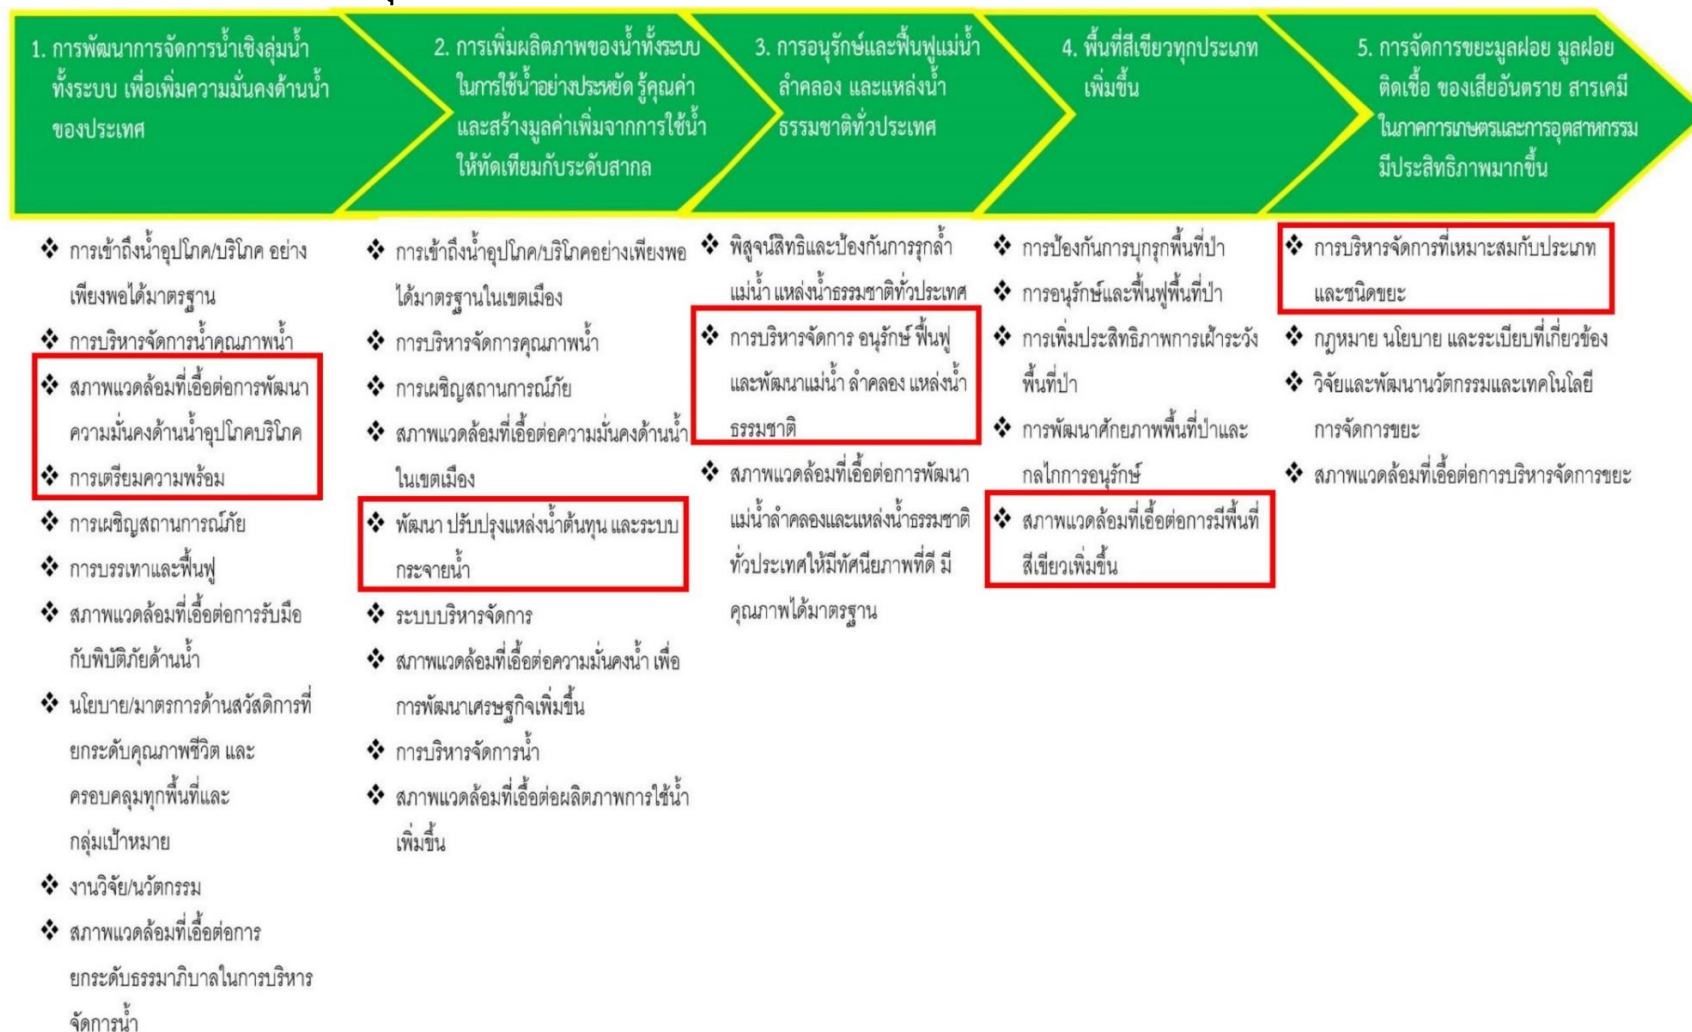 1. การพัฒนาการจัดการน้ำเชิงลุ่มน้ำ
ทั้งระบบ เพื่อเพิ่มความมั่นคงด้านน้ำ
ของประเทศ
2. การเพิ่มผลิตภาพของน้ำทั้งระบบ
ในการใช้น้ำอย่างประหยัด รู้คุณค่า
และสร้างมูลค่าเพิ่มจากการใช้น้ำ
ให้ทัดเทียมกับระดับสากล
3. การอนุรักษ์และฟื้นฟูแม่น้ำ
ลำคลอง และแหล่งน้ำ
ธรรมชาติทั่วประเทศ
4. พื้นที่สีเขียวทุกประเภท
เพิ่มขึ้น
5. การจัดการขยะมูลฝอย มูลฝอย
ติดเชื้อ ของเสียอันตราย สารเคมี
ในภาคการเกษตรและการอุตสาหกรรม
มีประสิทธิภาพมากขึ้น
❖ การเข้าถึงน้ำอุปโภค/บริโภค อย่าง
เพียงพอได้มาตรฐาน
❖ การบริหารจัดการน้ำคุณภาพน้ำ
❖ สภาพแวดล้อมที่เอื้อต่อการพัฒนา
ความมั่นคงด้านน้ำอุปโภคบริโภค
❖ การเตรียมความพร้อม
❖ การเผชิญสถานการณ์ภัย
❖ การบรรเทาและฟื้นฟู
❖ สภาพแวดล้อมที่เอื้อต่อการรับมือ
กับพิบัติภัยด้านน้ำ
❖ นโยบาย/มาตรการด้านสวัสดิการที่
ยกระดับคุณภาพชีวิต และ
ครอบคลุมทุกพื้นที่และ
กลุ่มเป้าหมาย
❖ งานวิจัย/นวัตกรรม
❖ สภาพแวดล้อมที่เอื้อต่อการ
ยกระดับธรรมาภิบาลในการบริหาร
จัดการน้ำ
❖ การเข้าถึงน้ำอุปโภค/บริโภคอย่างเพียงพอ
ได้มาตรฐานในเขตเมือง
❖ การบริหารจัดการคุณภาพน้ำ
❖ การเผชิญสถานการณ์ภัย
❖ สภาพแวดล้อมที่เอื้อต่อความมั่นคงด้านน้ำ
ในเขตเมือง
❖ พัฒนา ปรับปรุงแหล่งน้ำต้นทุน และระบบ
กระจายน้ำ
❖ ระบบบริหารจัดการ
❖ สภาพแวดล้อมที่เอื้อต่อความมั่นคงน้ำ เพื่อ
การพัฒนาเศรษฐกิจเพิ่มขึ้น
❖ การบริหารจัดการน้ำ
❖ สภาพแวดล้อมที่เอื้อต่อผลิตภาพการใช้น้ำ
เพิ่มขึ้น
❖ พิสูจน์สิทธิและป้องกันการรุกล้ำ
แม่น้ำ แหล่งน้ำธรรมชาติทั่วประเทศ
❖ การบริหารจัดการ อนุรักษ์ ฟื้นฟู
และพัฒนาแม่น้ำ ลำคลอง แหล่งน้ำ
ธรรมชาติ
❖ สภาพแวดล้อมที่เอื้อต่อการพัฒนา
แม่น้ำลำคลองและแหล่งน้ำธรรมชาติ
ทั่วประเทศให้มีทัศนียภาพที่ดี มี
คุณภาพได้มาตรฐาน
❖ การป้องกันการบุกรุกพื้นที่ป่า
❖ การอนุรักษ์และฟื้นฟูพื้นที่ป่า
❖ การเพิ่มประสิทธิภาพการเฝ้าระวัง
พื้นที่ป่า
❖ การพัฒนาศักยภาพพื้นที่ป่าและ
กลไกการอนุรักษ์
❖ สภาพแวดล้อมที่เอื้อต่อการมีพื้นที่
สีเขียวเพิ่มขึ้น
❖ การบริหารจัดการที่เหมาะสมกับประเภท
และชนิดขยะ
❖ กฎหมาย นโยบาย และระเบียบที่เกี่ยวข้อง
❖ วิจัยและพัฒนานวัตกรรมและเทคโนโลยี
การจัดการขยะ
❖ สภาพแวดล้อมที่เอื้อต่อการบริหารจัดการขยะ